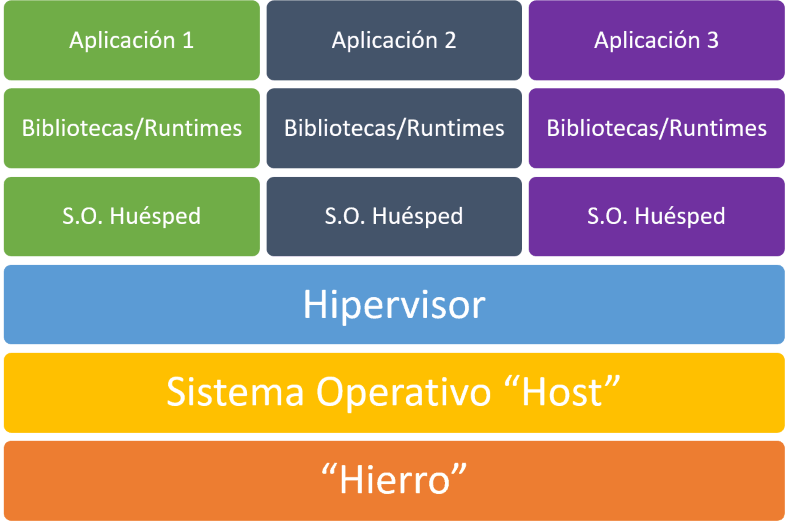 Aplicación 1
Aplicación 2
Aplicación 3
Bibliotecas/Runtimes
Bibliotecas/Runtimes
Bibliotecas/Runtimes
S.O. Huésped
S.O. Huésped
S.O. Huésped
Hipervisor
Sistema Operativo “Host”
“Hierro”